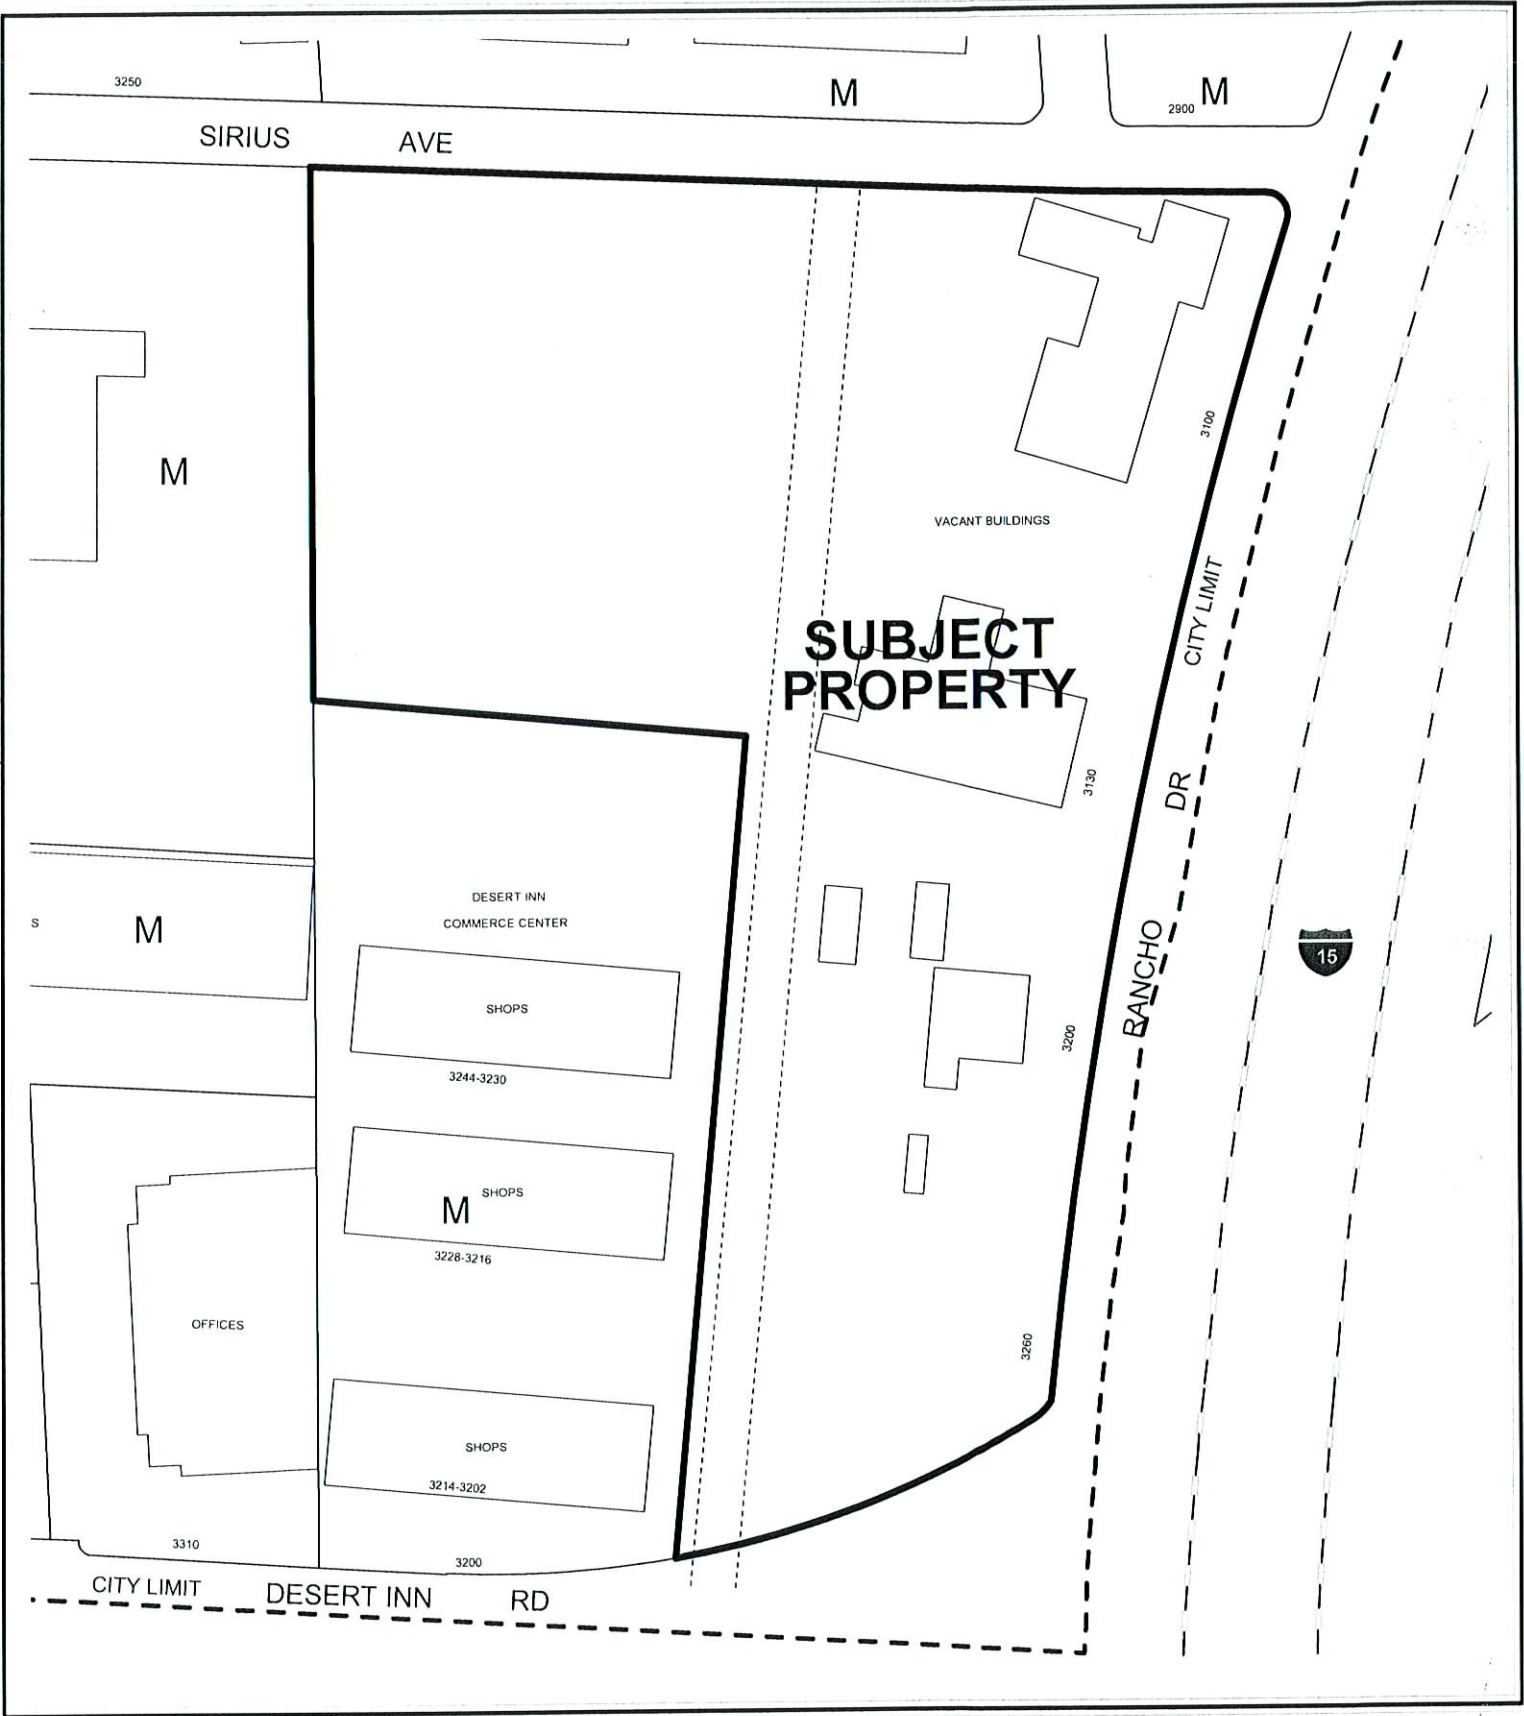 3250
M
2900
M
SIRIUS AVE
3100
M
VACANT BUILDINGS
CITY LIMIT
SUBJECT
PROPERTY
3130
DR
DESERT INN
COMMERCE CENTER
S
M
RANCHO
15
SHOPS
3200
3244-3230
SHOPS
M
3228-3216
OFFICES
3260
SHOPS
3214-3202
3310
3200
CITY LIMIT
DESERT INN RD